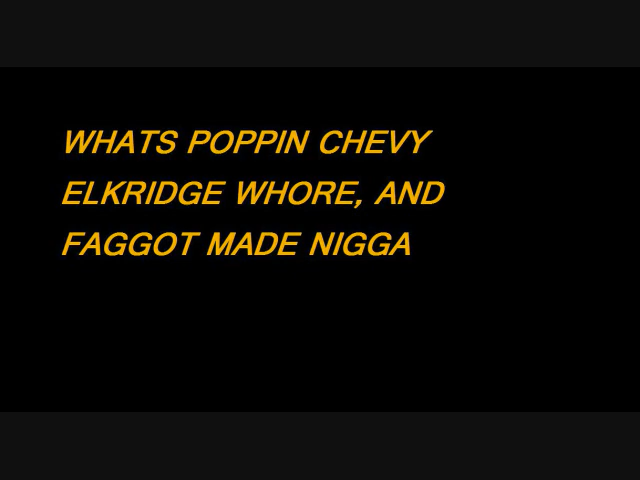 WHATS POPPIN CHEVY
ELKRIDGE WHORE, AND
FAGGOT MADE NIGGA